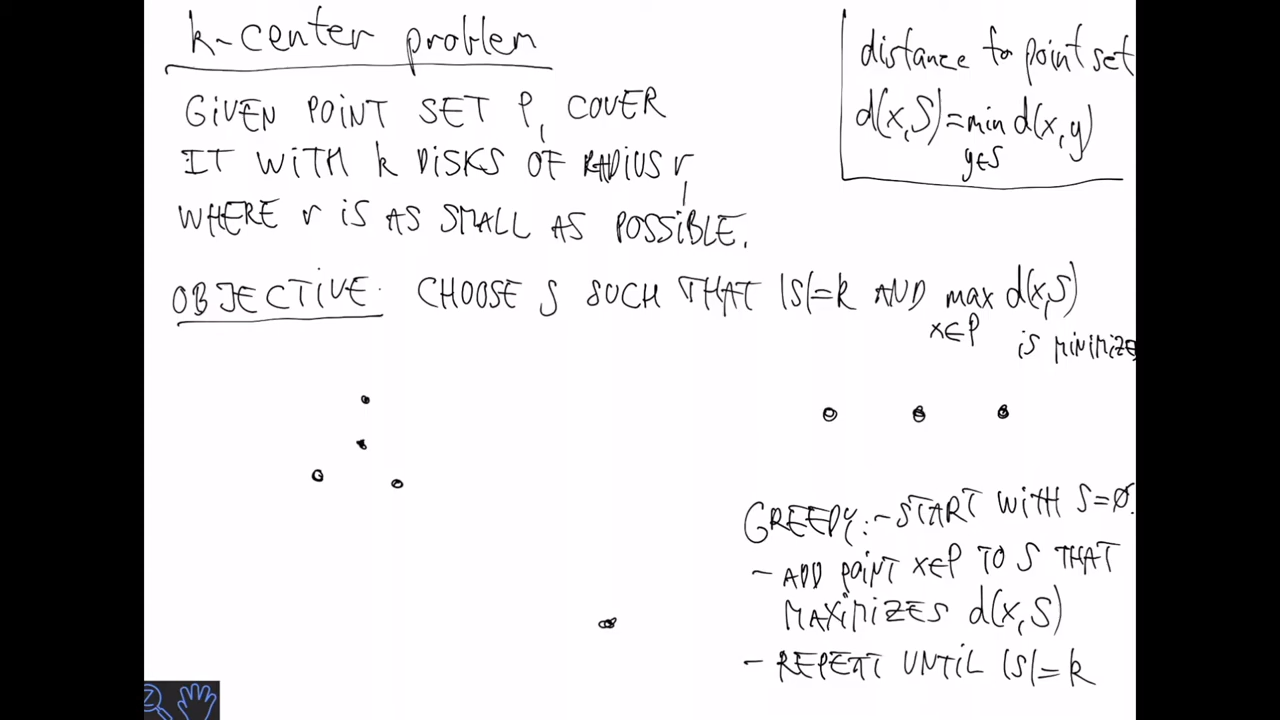 k-center problem
distance to point set
d(x,S)=min d(x,y)
y∈S
GIVEN POINT SET P, COVER
IT WITH k DISKS OF RADIUS r,
WHERE r IS AS SMALL AS POSSIBLE.
OBJECTIVE: CHOOSE S SUCH THAT |S|=k AND max d(x,S)
x∈P is MINIMIZE
GREEDY: - START WITH S=∅.
- ADD POINT x∈P TO S THAT
MAXIMIZES d(x,S)
- REPEAT UNTIL |S|=k